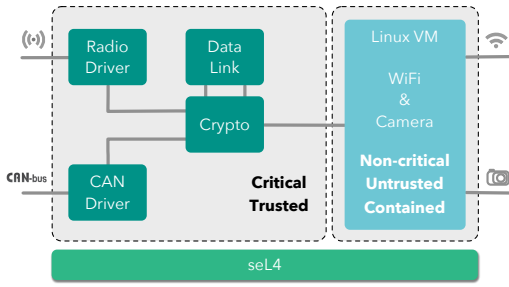 Radio
Driver
Data
Link
Linux VM
WiFi
&
Camera
Crypto
CAN-bus
CAN
Driver
Critical
Trusted
Non-critical
Untrusted
Contained
seL4